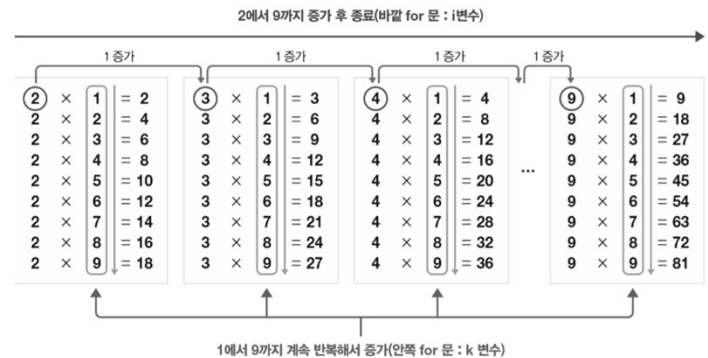 2에서 9까지 증가 후 종료(바깥 for 문 : i변수)
1 증가 1 증가 1 증가 1 증가
2 × 1 = 2
2 × 2 = 4
2 × 3 = 6
2 × 4 = 8
2 × 5 = 10
2 × 6 = 12
2 × 7 = 14
2 × 8 = 16
2 × 9 = 18
3 × 1 = 3
3 × 2 = 6
3 × 3 = 9
3 × 4 = 12
3 × 5 = 15
3 × 6 = 18
3 × 7 = 21
3 × 8 = 24
3 × 9 = 27
4 × 1 = 4
4 × 2 = 8
4 × 3 = 12
4 × 4 = 16
4 × 5 = 20
4 × 6 = 24
4 × 7 = 28
4 × 8 = 32
4 × 9 = 36
...
9 × 1 = 9
9 × 2 = 18
9 × 3 = 27
9 × 4 = 36
9 × 5 = 45
9 × 6 = 54
9 × 7 = 63
9 × 8 = 72
9 × 9 = 81
1에서 9까지 계속 반복해서 증가(안쪽 for 문 : k 변수)